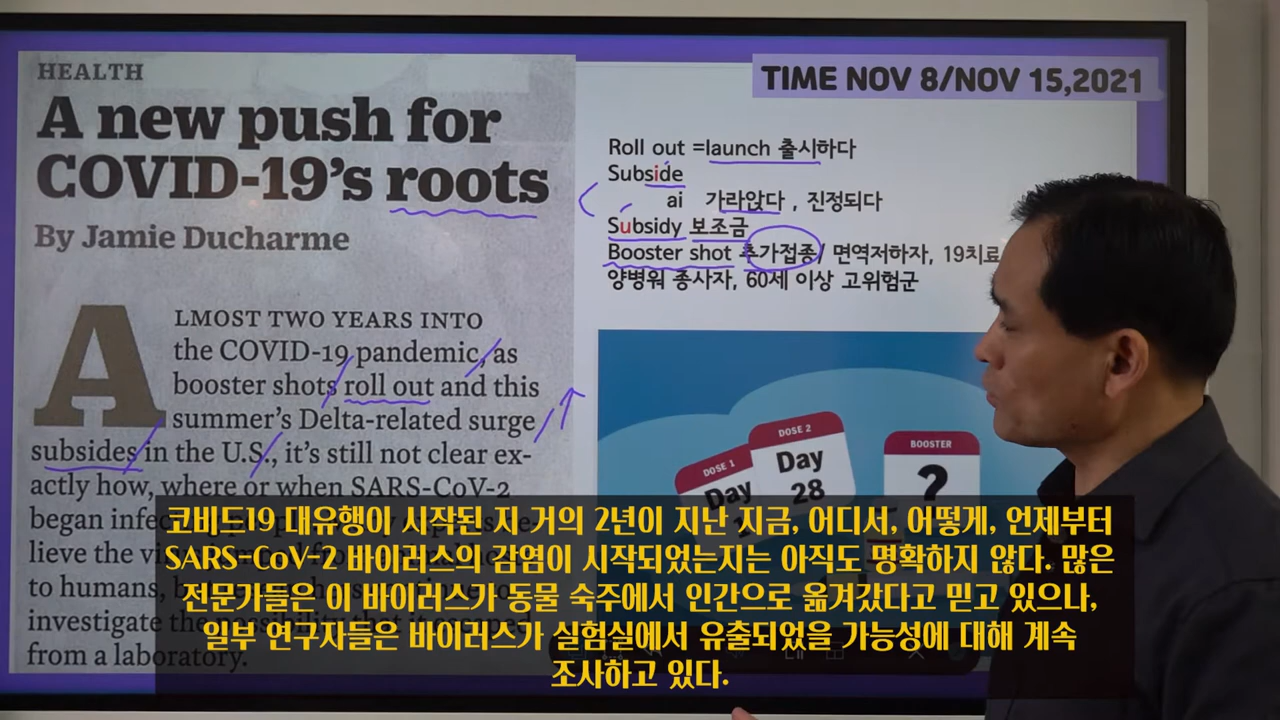 HEALTH
A new push for
COVID-19’s roots
By Jamie Ducharme
ALMOST TWO YEARS INTO
the COVID-19 pandemic, as
booster shots roll out and this
summer’s Delta-related surge
subsides in the U.S., it’s still not clear ex-
actly how, where or when SARS-CoV-2
began
lieve the
to humans,
investigate the possibility that it
from a laboratory.
TIME NOV 8/NOV 15,2021
Roll out =launch 출시하다
Subside
ai 가라앉다 , 진정되다
Subsidy 보조금
Booster shot 추가접종/ 면역저하자, 19치료
양병원 종사자, 60세 이상 고위험군
DOSE 1
Day
DOSE 2
Day
28
BOOSTER
?
코비드19 대유행이 시작된 지 거의 2년이 지난 지금, 어디서, 어떻게, 언제부터
SARS-CoV-2 바이러스의 감염이 시작되었는지는 아직도 명확하지 않다. 많은
전문가들은 이 바이러스가 동물 숙주에서 인간으로 옮겨갔다고 믿고 있으나,
일부 연구자들은 바이러스가 실험실에서 유출되었을 가능성에 대해 계속
조사하고 있다.